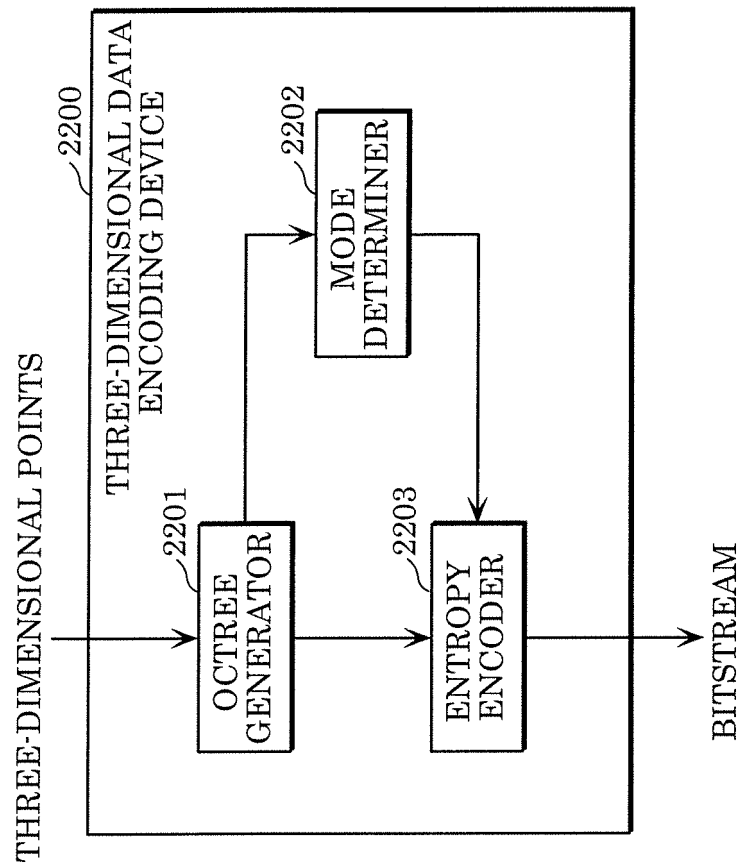 THREE-DIMENSIONAL POINTS
2200
THREE-DIMENSIONAL DATA
ENCODING DEVICE
2201
OCTREE
GENERATOR
2202
MODE
DETERMINER
2203
ENTROPY
ENCODER
BITSTREAM